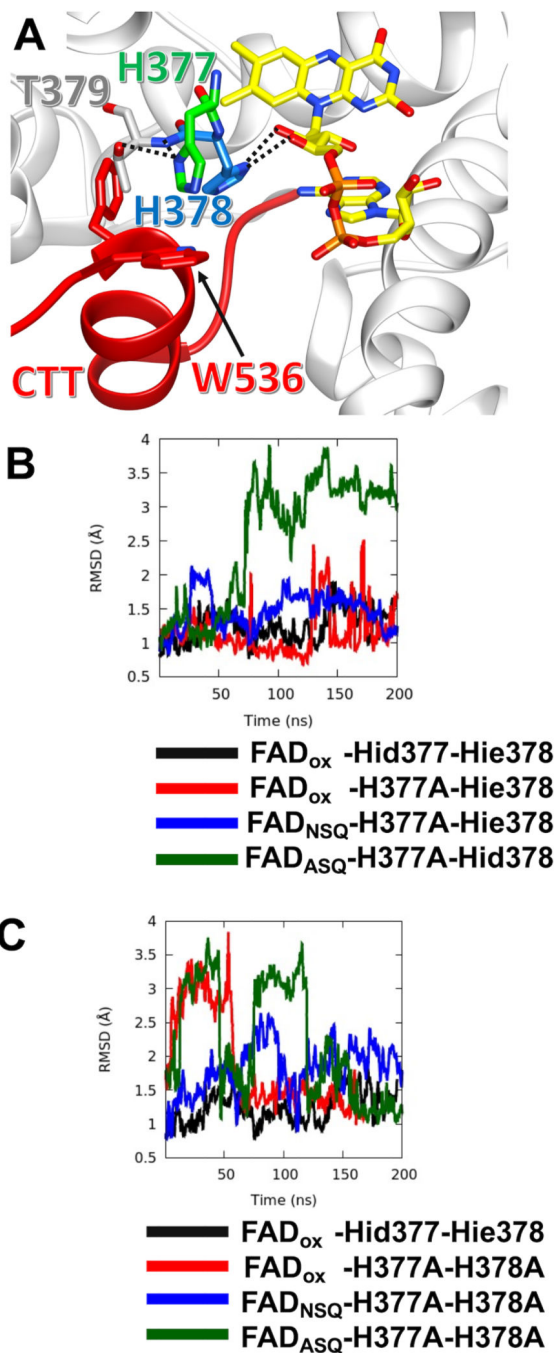 A
H377
T379
H378
CTT
W536
B
4
3.5
3
2.5
2
1.5
1
0.5
RMSD (Å)
50
100
150
200
Time (ns)
FADox -Hid377-Hie378
FADox -H377A-Hie378
FADNSQ-H377A-Hie378
FADASQ-H377A-Hid378
C
4
3.5
3
2.5
2
1.5
1
0.5
RMSD (Å)
50
100
150
200
Time (ns)
FADox -Hid377-Hie378
FADox -H377A-H378A
FADNSQ-H377A-H378A
FADASQ-H377A-H378A